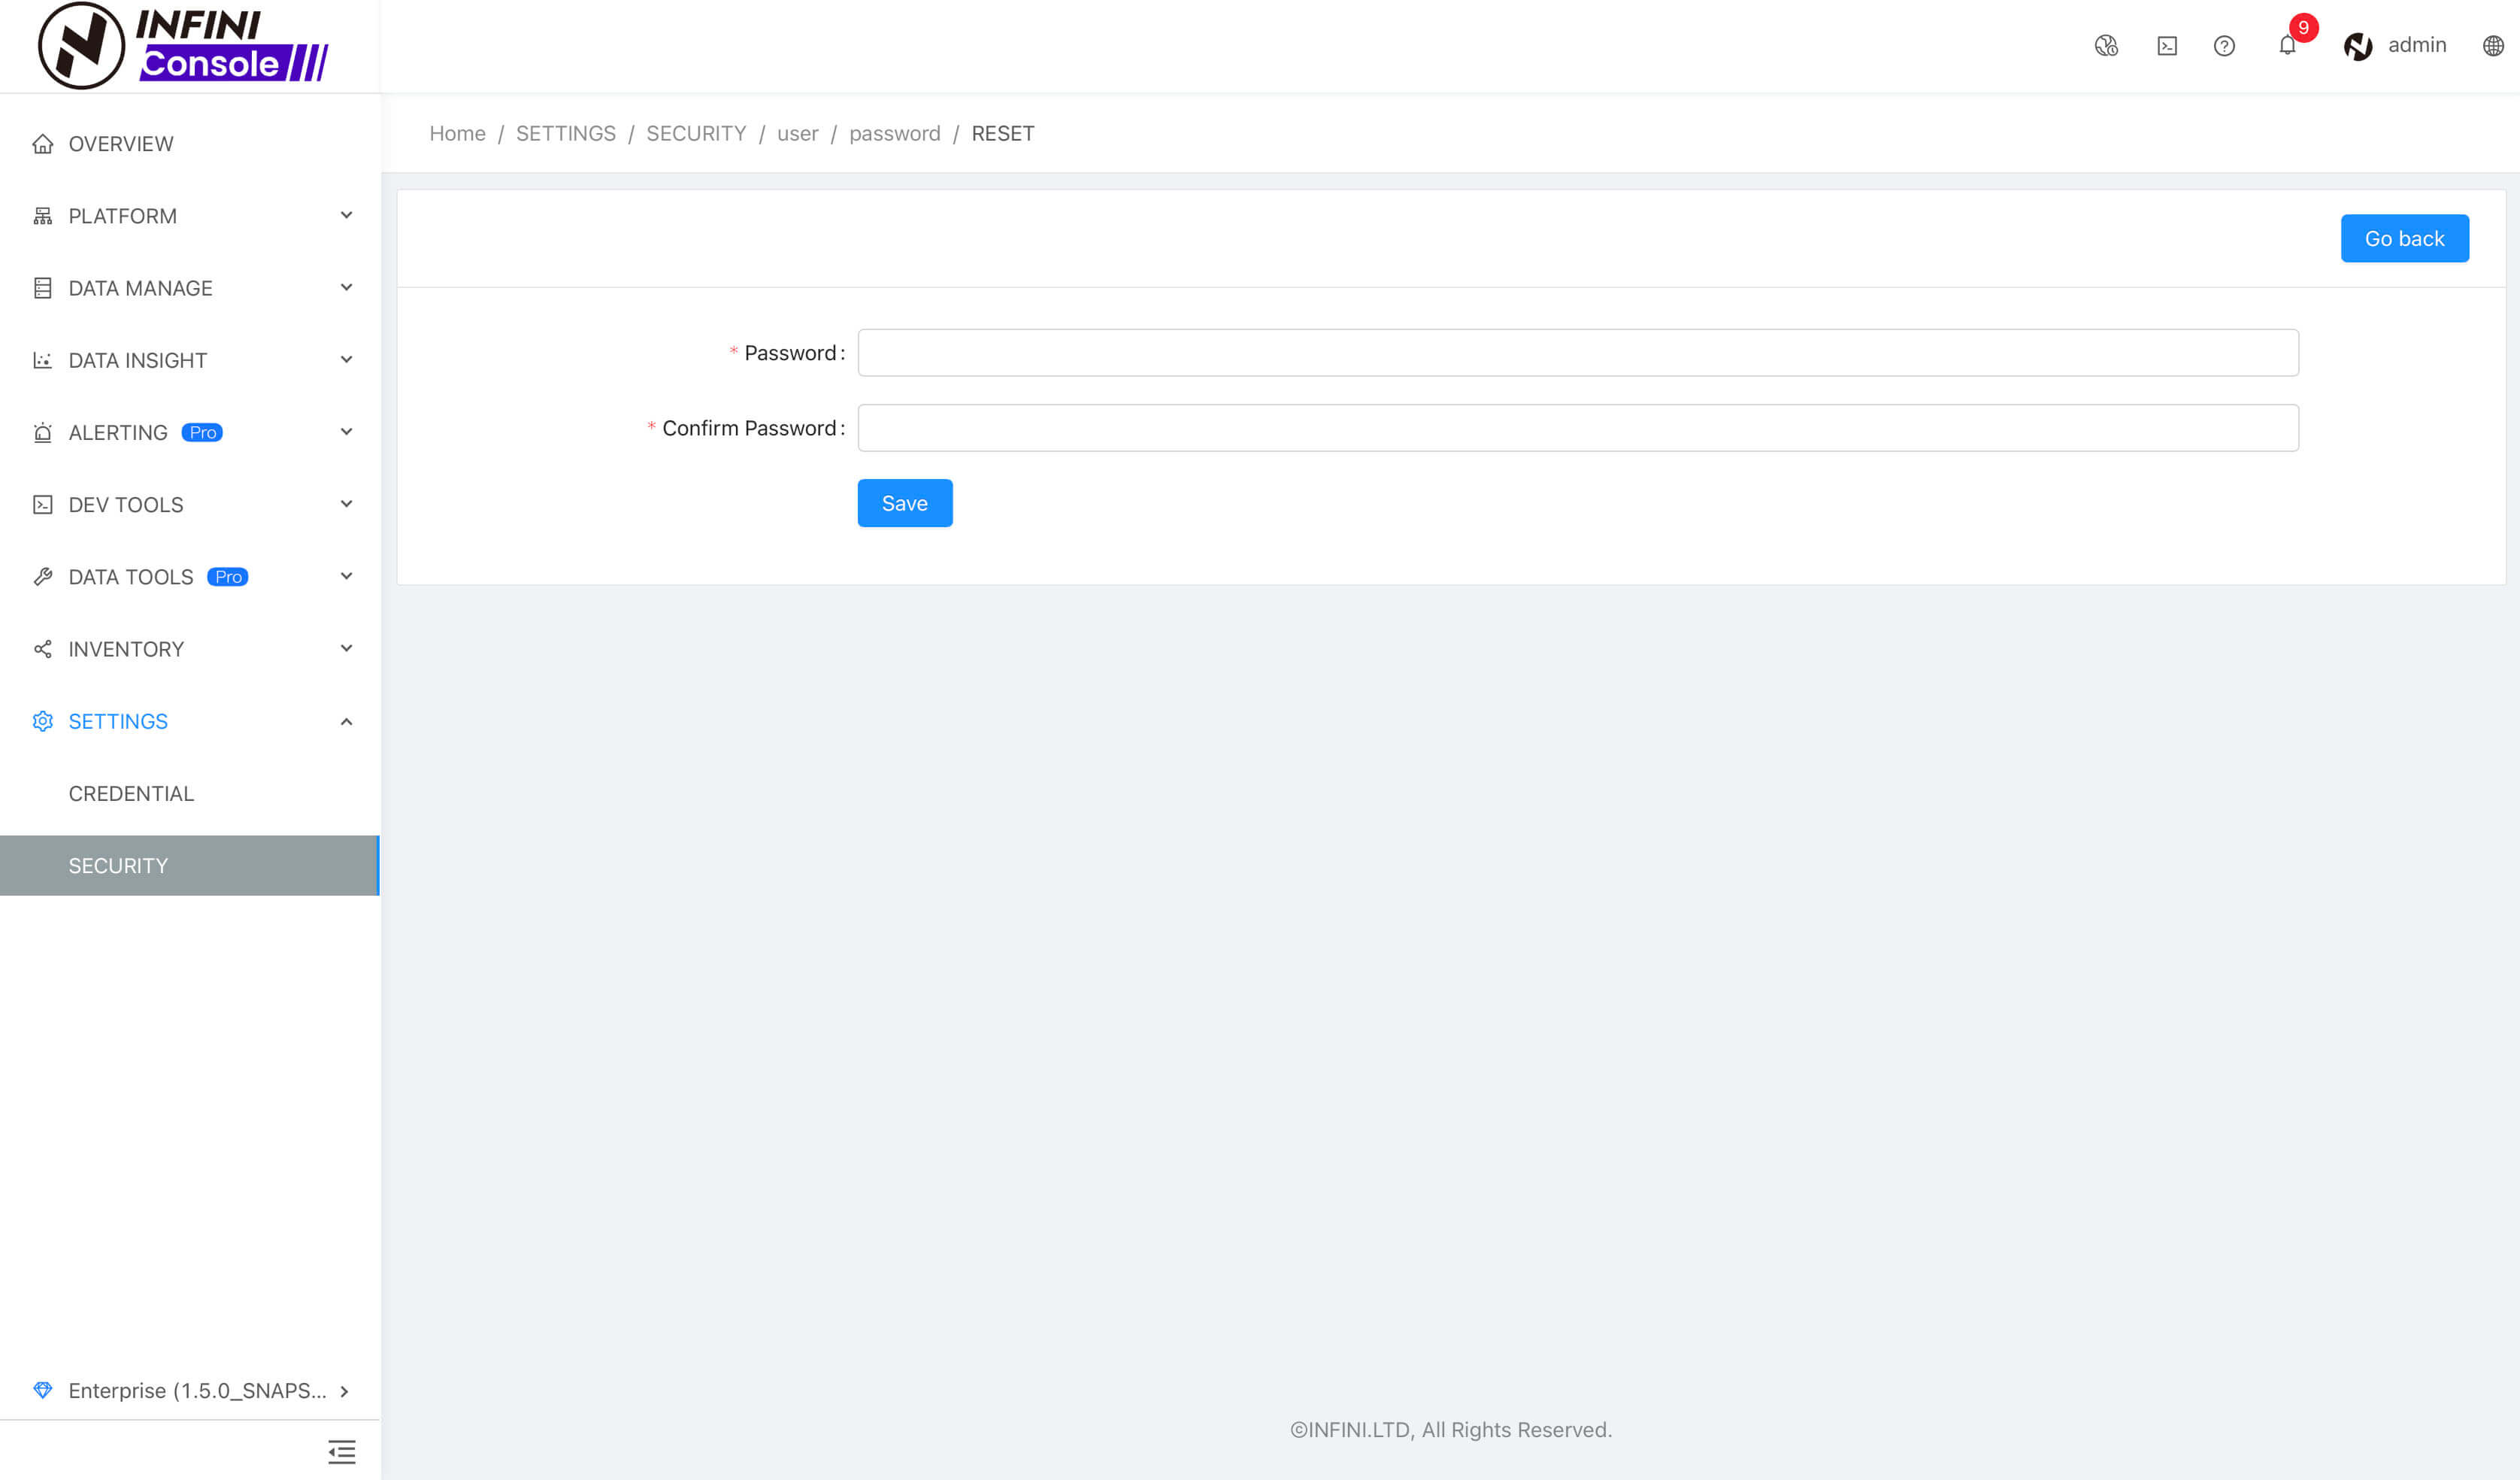 INFINI
Console
9
admin
OVERVIEW
PLATFORM
DATA MANAGE
DATA INSIGHT
ALERTING Pro
DEV TOOLS
DATA TOOLS Pro
INVENTORY
SETTINGS
CREDENTIAL
SECURITY
Enterprise (1.5.0_SNAPS...
Home / SETTINGS / SECURITY / user / password / RESET
Go back
* Password:
* Confirm Password:
Save
©INFINI.LTD, All Rights Reserved.